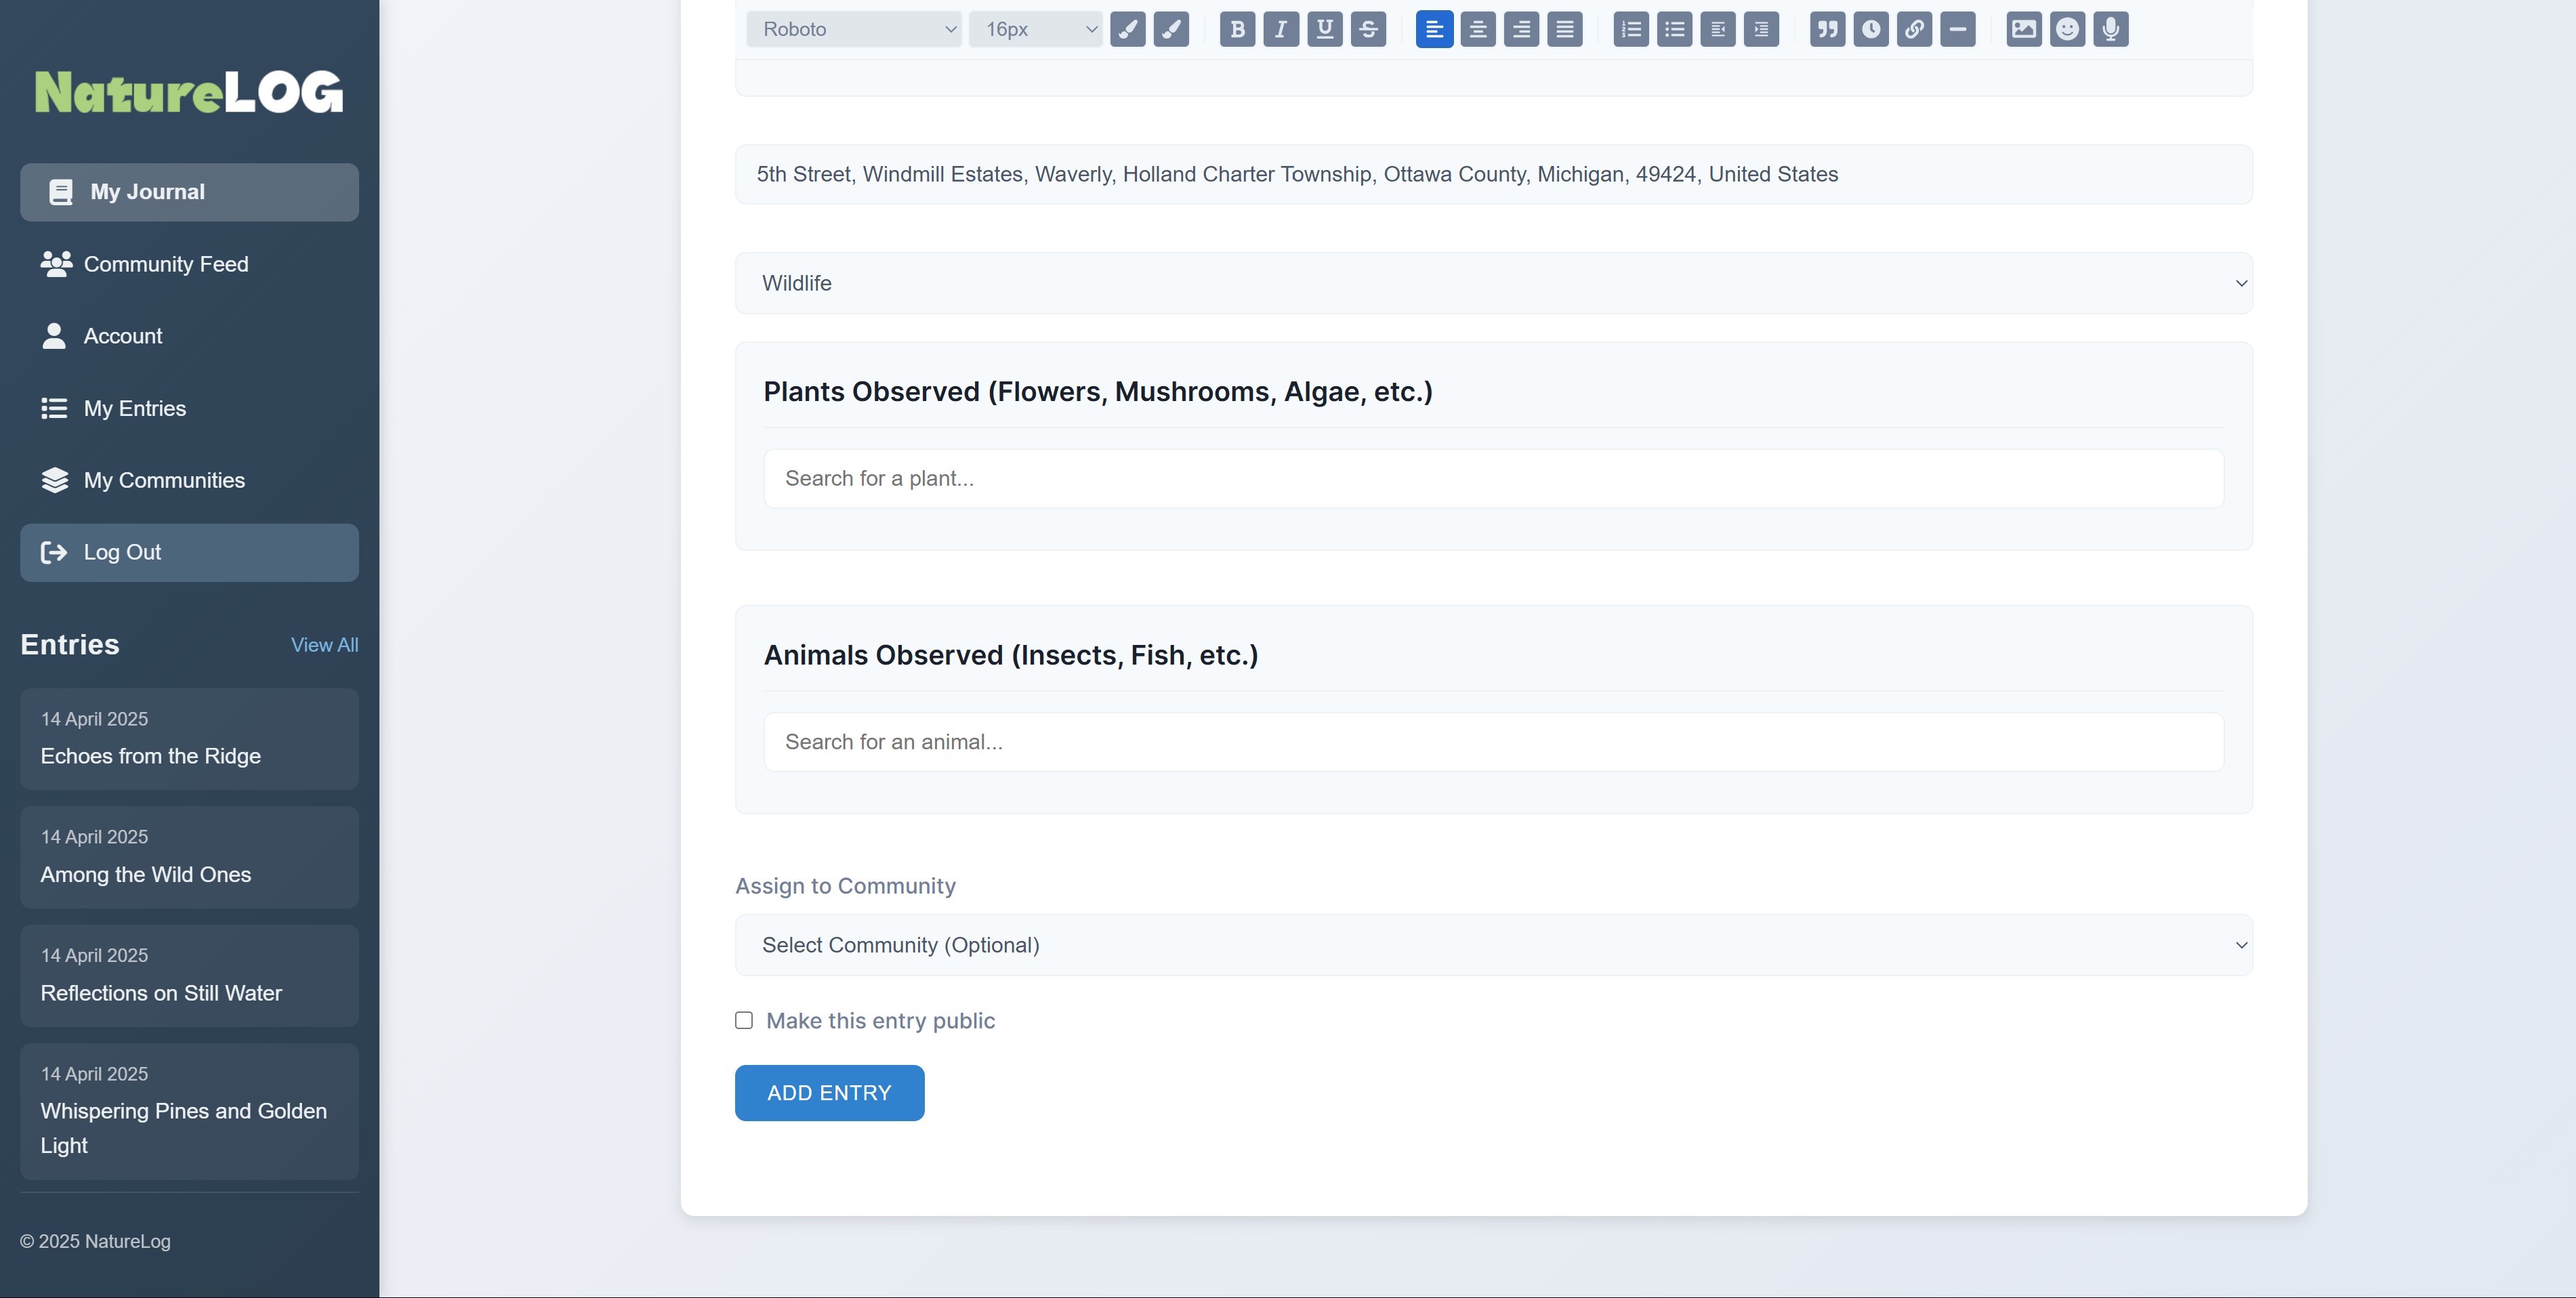 NatureLOG
My Journal
Community Feed
Account
My Entries
My Communities
Log Out
Entries
View All
14 April 2025
Echoes from the Ridge
14 April 2025
Among the Wild Ones
14 April 2025
Reflections on Still Water
14 April 2025
Whispering Pines and Golden
Light
© 2025 NatureLog
Roboto
16px
5th Street, Windmill Estates, Waverly, Holland Charter Township, Ottawa County, Michigan, 49424, United States
Wildlife
Plants Observed (Flowers, Mushrooms, Algae, etc.)
Search for a plant...
Animals Observed (Insects, Fish, etc.)
Search for an animal...
Assign to Community
Select Community (Optional)
Make this entry public
ADD ENTRY